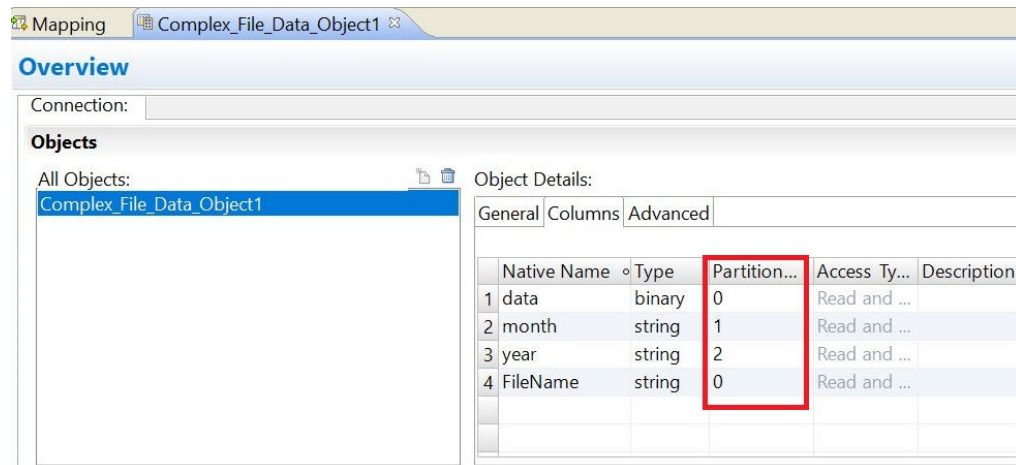 Mapping Complex_File_Data_Object1
Overview
Connection:
Objects
All Objects:
Complex_File_Data_Object1
Object Details:
General Columns Advanced
Native Name Type Partition... Access Ty... Description
1 data binary 0 Read and ...
2 month string 1 Read and ...
3 year string 2 Read and ...
4 FileName string 0 Read and ...